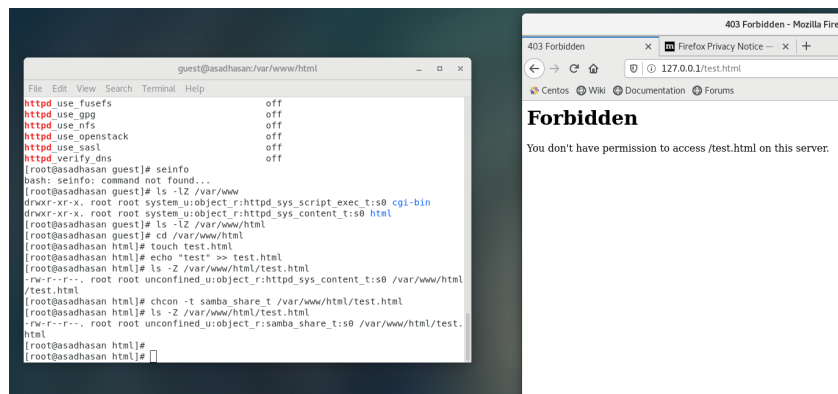 guest@asadhasan:/var/www/html
File Edit View Search Terminal Help
httpd_use_fusefs off
httpd_use_gpg off
httpd_use_nfs off
httpd_use_openstack off
httpd_use_sasl off
httpd_verify_dns off
[root@asadhasan guest]# seinfo
bash: seinfo: command not found...
[root@asadhasan guest]# ls -lZ /var/www
drwxr-xr-x. root root system_u:object_r:httpd_sys_script_exec_t:s0 cgi-bin
drwxr-xr-x. root root system_u:object_r:httpd_sys_content_t:s0 html
[root@asadhasan guest]# ls -lZ /var/www/html
[root@asadhasan guest]# cd /var/www/html
[root@asadhasan html]# touch test.html
[root@asadhasan html]# echo "test" >> test.html
[root@asadhasan html]# ls -Z /var/www/html/test.html
-rw-r--r--. root root unconfined_u:object_r:httpd_sys_content_t:s0 /var/www/html
/test.html
[root@asadhasan html]# chcon -t samba_share_t /var/www/html/test.html
[root@asadhasan html]# ls -Z /var/www/html/test.html
-rw-r--r--. root root unconfined_u:object_r:samba_share_t:s0 /var/www/html/test.
html
[root@asadhasan html]#
[root@asadhasan html]#
403 Forbidden - Mozilla Fire
403 Forbidden
Firefox Privacy Notice —
127.0.0.1/test.html
Centos Wiki Documentation Forums
Forbidden
You don't have permission to access /test.html on this server.